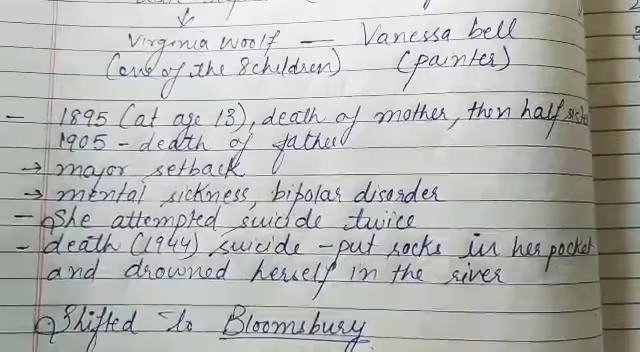 Virginia Woolf — Vanessa bell
(one of the 8 children) (painter)
- 1895 (at age 13), death of mother, then half sister
1905 - death of father
→ major setback
→ mental sickness, bipolar disorder
- She attempted suicide twice
- death (1944) suicide - put rocks in her pocket
and drowned herself in the river
Shifted to Bloomsbury